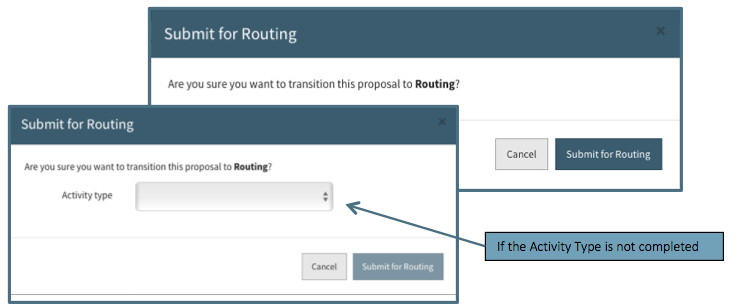 Submit for Routing
×
Are you sure you want to transition this proposal to Routing?
Cancel
Submit for Routing
Submit for Routing
×
Are you sure you want to transition this proposal to Routing?
Activity type
Cancel
Submit for Routing
If the Activity Type is not completed